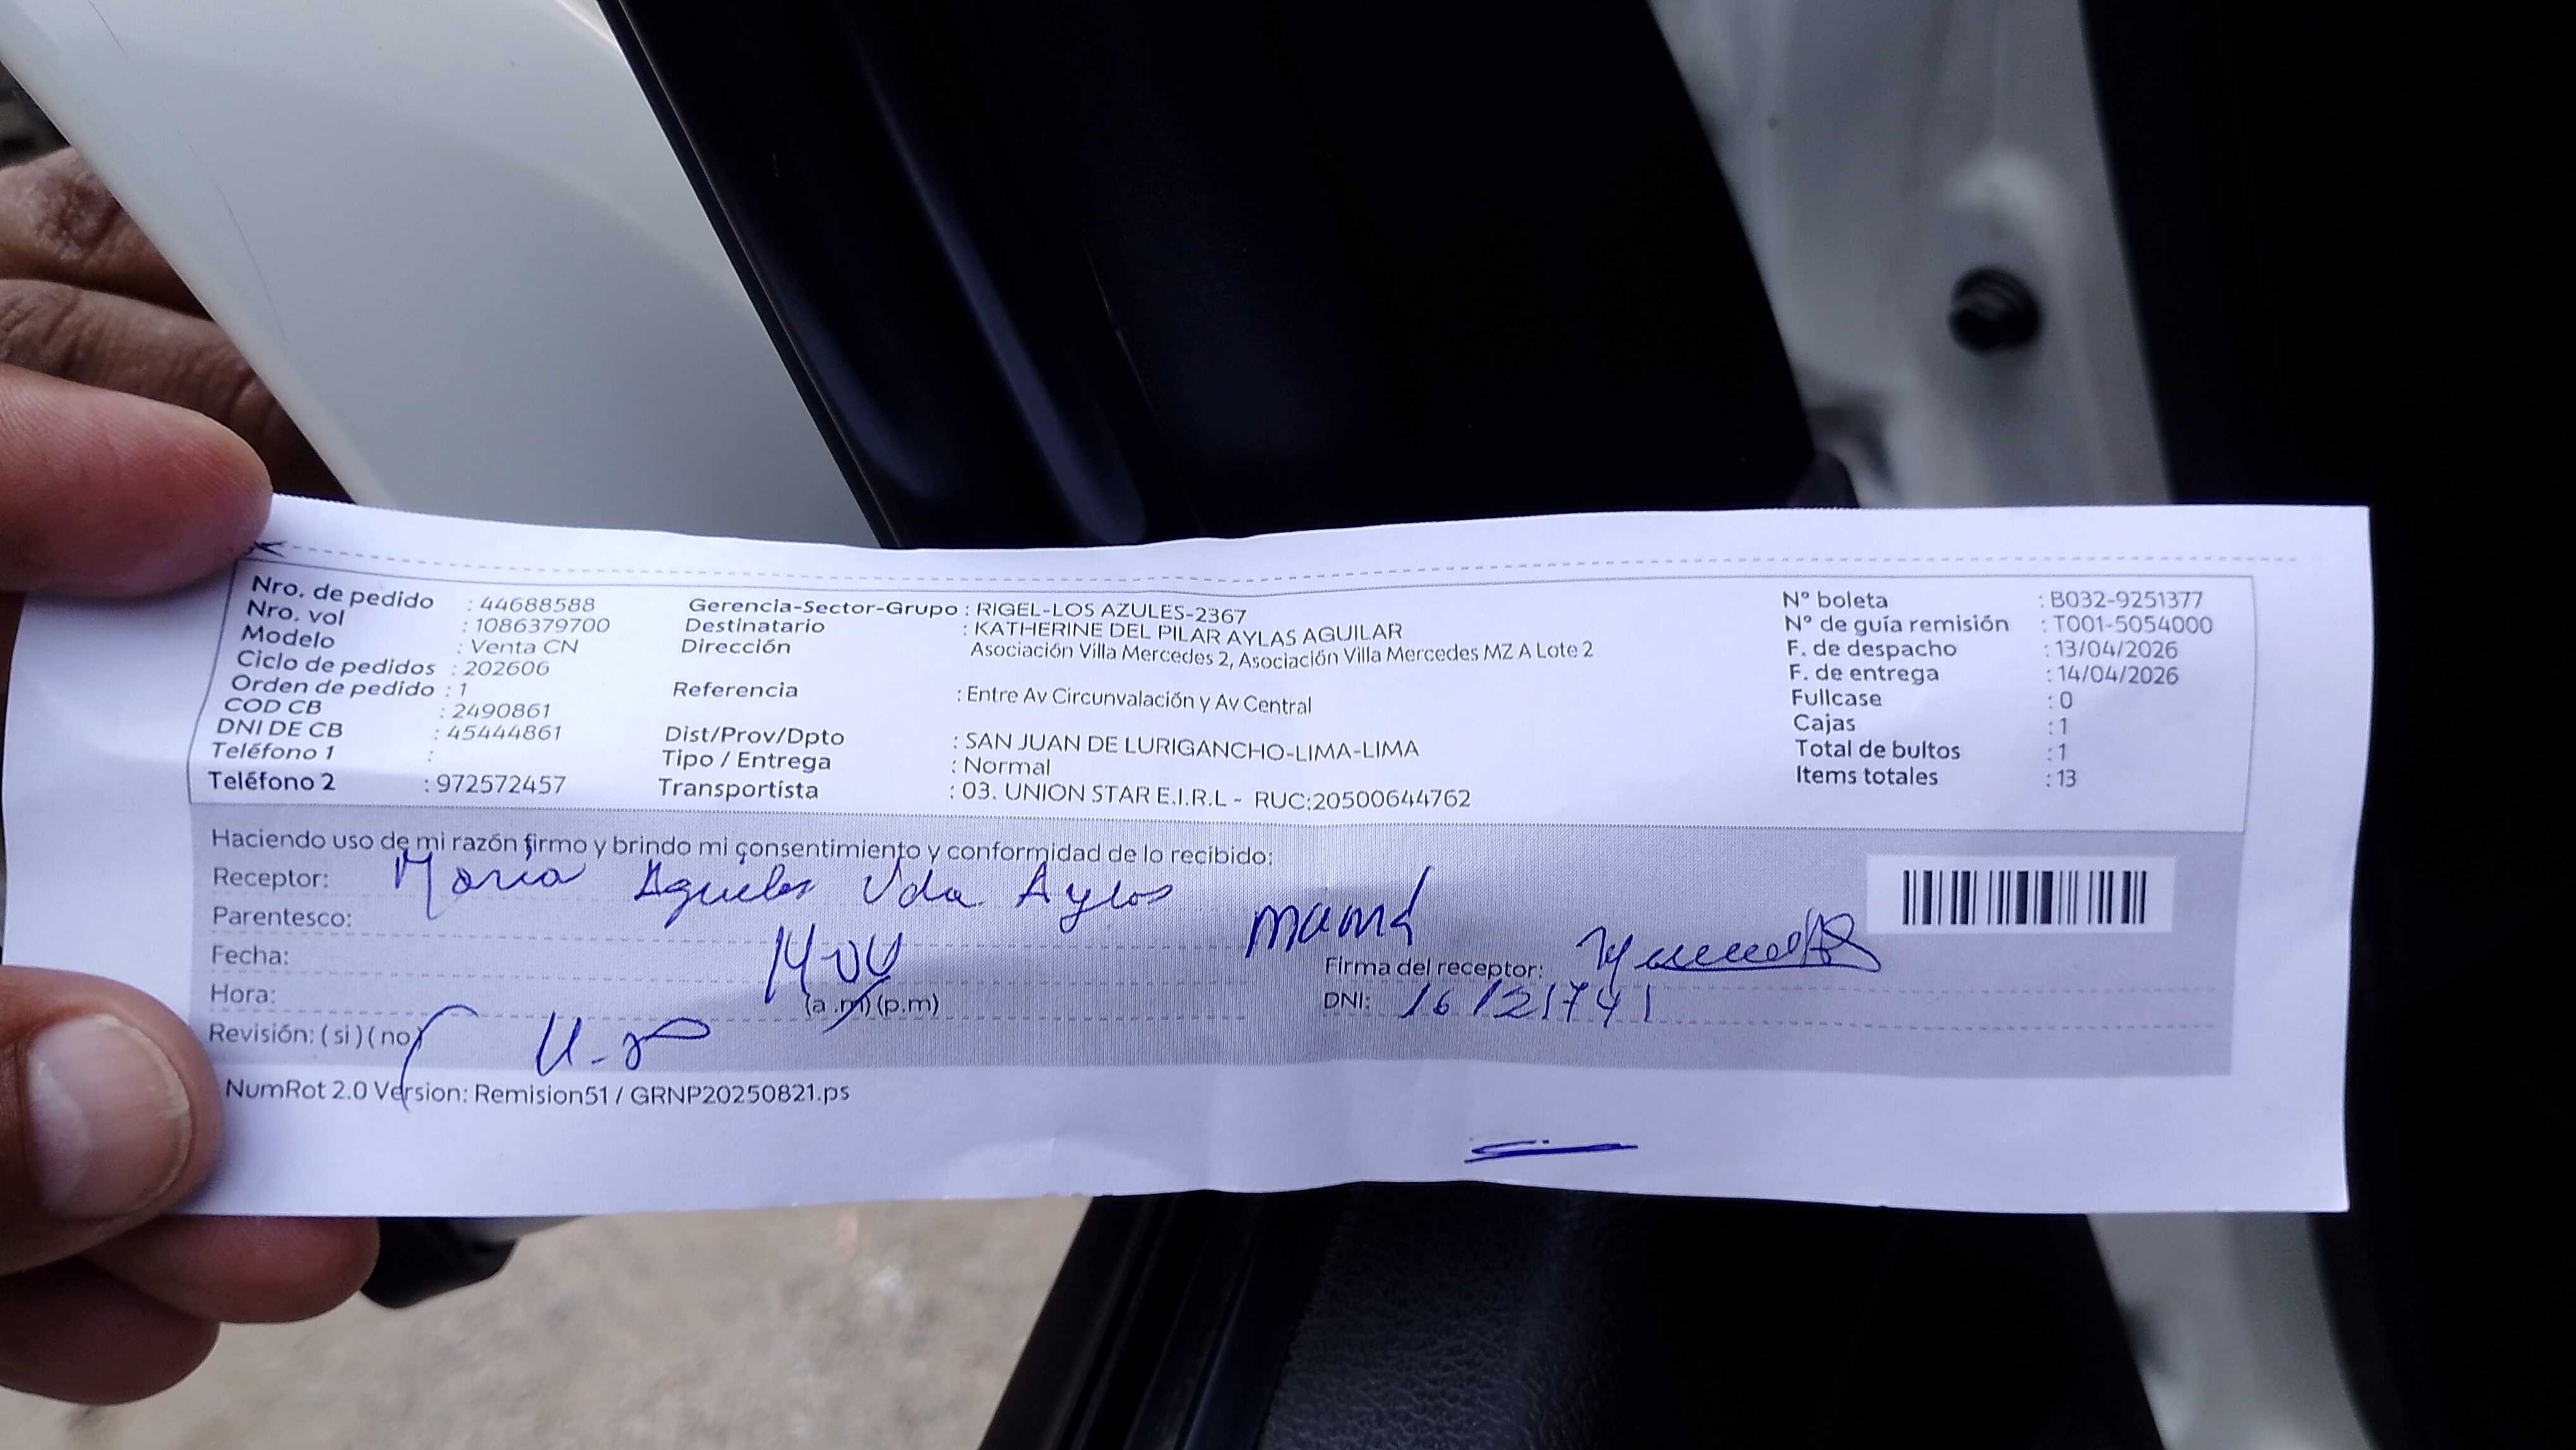 Nro. de pedido : 44688588
Nro. vol : 1086379700
Modelo : Venta CN
Ciclo de pedidos : 202606
Orden de pedido : 1
COD CB : 2490861
DNI DE CB : 45444861
Teléfono 1 :
Teléfono 2 : 972572457
Gerencia-Sector-Grupo : RIGEL-LOS AZULES-2367
Destinatario : KATHERINE DEL PILAR AYLAS AGUILAR
Dirección Asociación Villa Mercedes 2, Asociación Villa Mercedes MZ A Lote 2
Referencia : Entre Av Circunvalación y Av Central
Dist/Prov/Dpto : SAN JUAN DE LURIGANCHO-LIMA-LIMA
Tipo / Entrega : Normal
Transportista : 03. UNION STAR E.I.R.L - RUC:20500644762
N° boleta : B032-9251377
N° de guía remisión : T001-5054000
F. de despacho : 13/04/2026
F. de entrega : 14/04/2026
Fullcase : 0
Cajas : 1
Total de bultos : 1
Items totales : 13
Haciendo uso de mi razón firmo y brindo mi consentimiento y conformidad de lo recibido:
Receptor: Maria Vda Aylas
Parentesco: mamá
Fecha:
Firma del receptor:
Hora: (a.m) (p.m)
DNI: 16121741
Revisión: ( si ) ( no )
NumRot 2.0 Version: Remision51 / GRNP20250821.ps